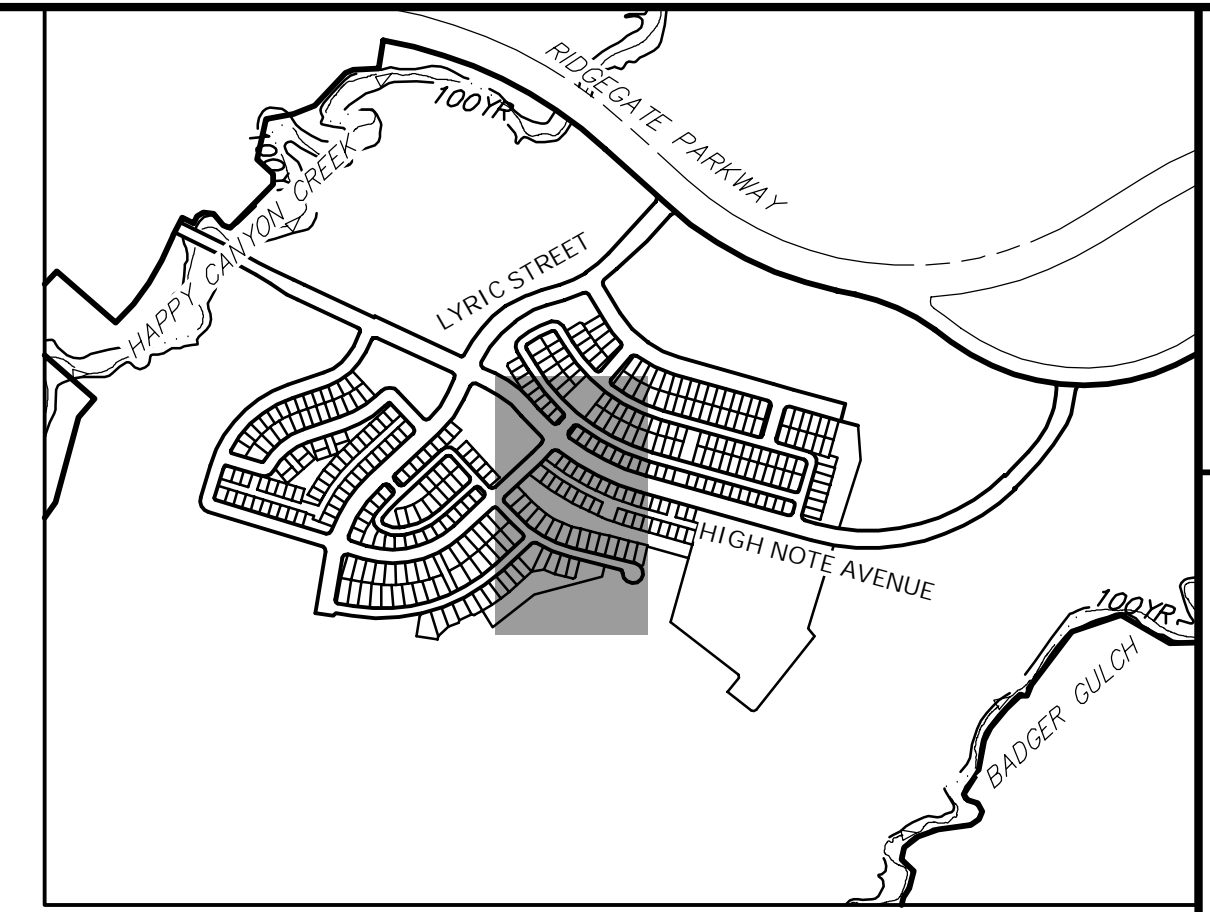 RIDGEGATE PARKWAY
100YR
HAPPY CANYON CREEK
LYRIC STREET
HIGH NOTE AVENUE
100YR
BADGER GULCH